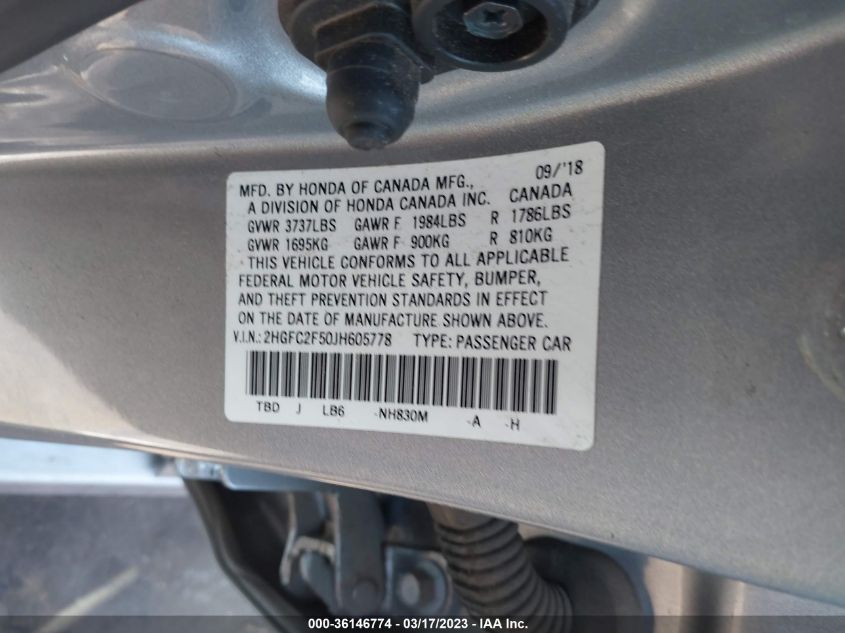 MFD. BY HONDA OF CANADA MFG., 09/'18
A DIVISION OF HONDA CANADA INC. CANADA
GVWR 3737LBS GAWR F 1984LBS R 1786LBS
GVWR 1695KG GAWR F 900KG R 810KG
THIS VEHICLE CONFORMS TO ALL APPLICABLE
FEDERAL MOTOR VEHICLE SAFETY, BUMPER,
AND THEFT PREVENTION STANDARDS IN EFFECT
ON THE DATE OF MANUFACTURE SHOWN ABOVE.
V.I.N.: 2HGFC2F50JH605778 TYPE: PASSENGER CAR
TBD J LB6 -NH830M -A -H
000-36146774 - 03/17/2023 - IAA Inc.